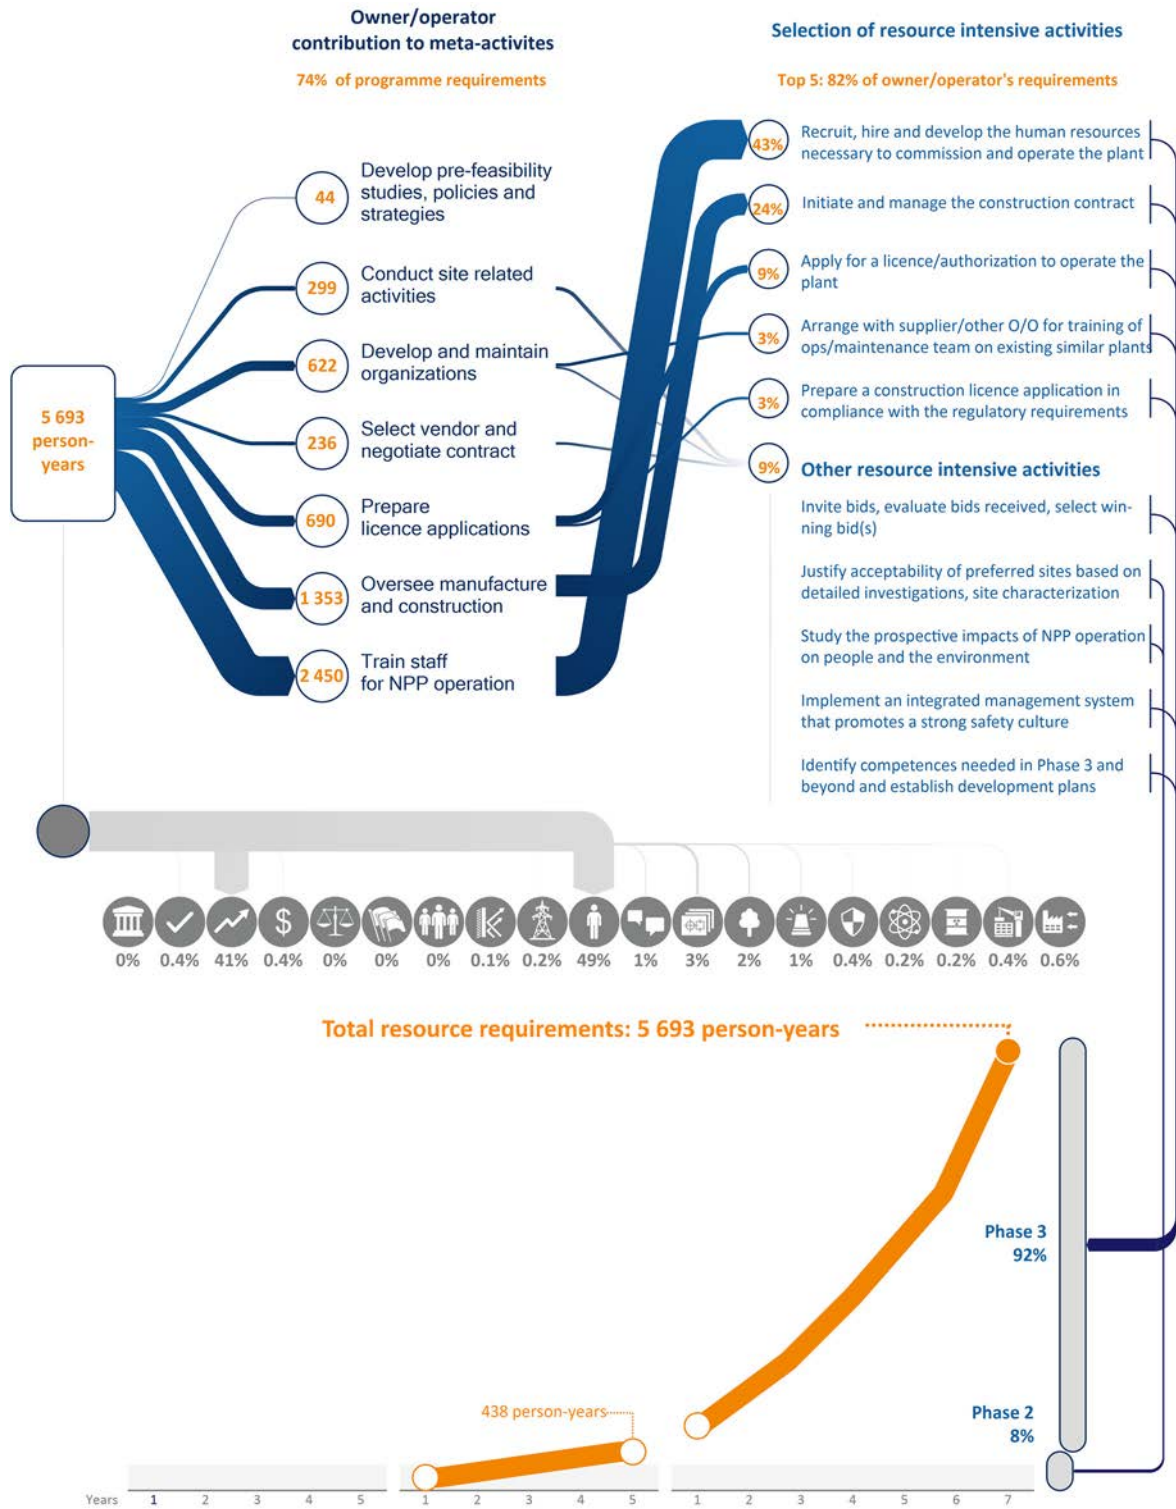 Owner/operator
contribution to meta-activites
74% of programme requirements
Selection of resource intensive activities
Top 5: 82% of owner/operator's requirements
5 693
person-
years
44
Develop pre-feasibility
studies, policies and
strategies
299
Conduct site related
activities
622
Develop and maintain
organizations
236
Select vendor and
negotiate contract
690
Prepare
licence applications
1 353
Oversee manufacture
and construction
2 450
Train staff
for NPP operation
43%
Recruit, hire and develop the human resources
necessary to commission and operate the plant
24%
Initiate and manage the construction contract
9%
Apply for a licence/authorization to operate the
plant
3%
Arrange with supplier/other O/O for training of
ops/maintenance team on existing similar plants
3%
Prepare a construction licence application in
compliance with the regulatory requirements
9%
Other resource intensive activities
Invite bids, evaluate bids received, select win-
ning bid(s)
Justify acceptability of preferred sites based on
detailed investigations, site characterization
Study the prospective impacts of NPP operation
on people and the environment
Implement an integrated management system
that promotes a strong safety culture
Identify competences needed in Phase 3 and
beyond and establish development plans
$
0% 0.4% 41% 0.4% 0% 0% 0% 0.1% 0.2% 49% 1% 3% 2% 1% 0.4% 0.2% 0.2% 0.4% 0.6%
Total resource requirements: 5 693 person-years
Phase 3
92%
438 person-years
Phase 2
8%
Years 1 2 3 4 5 1 2 3 4 5 1 2 3 4 5 6 7